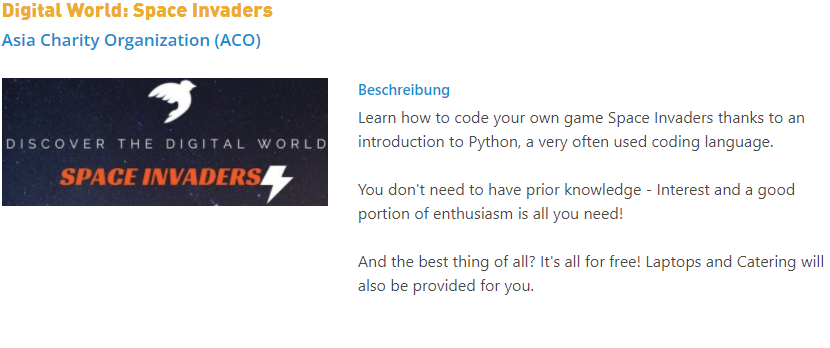 Digital World: Space Invaders
Asia Charity Organization (ACO)
DISCOVER THE DIGITAL WORLD
SPACE INVADERS
Beschreibung
Learn how to code your own game Space Invaders thanks to an
introduction to Python, a very often used coding language.
You don't need to have prior knowledge - Interest and a good
portion of enthusiasm is all you need!
And the best thing of all? It's all for free! Laptops and Catering will
also be provided for you.